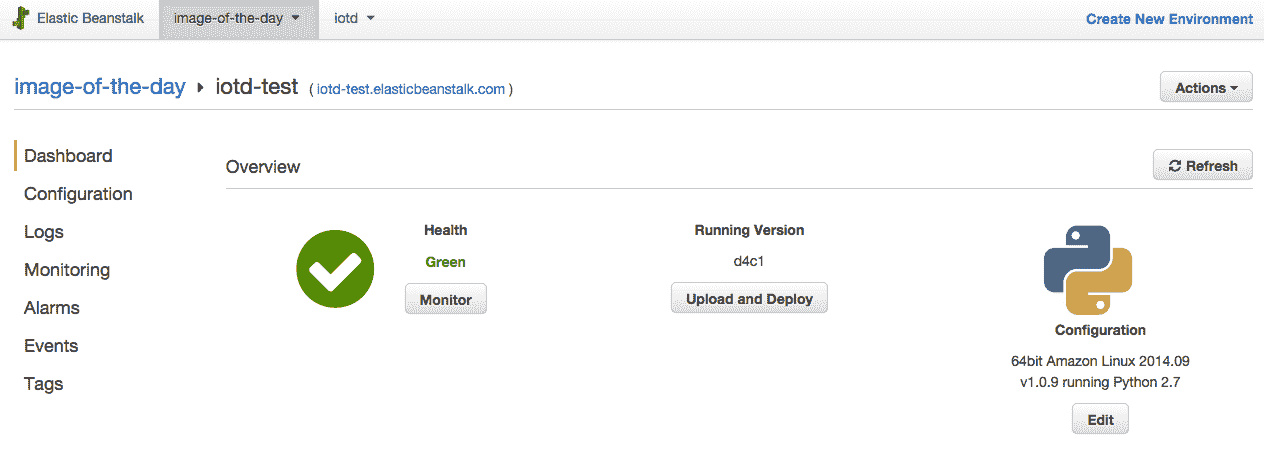 Elastic Beanstalk image-of-the-day iotd Create New Environment
image-of-the-day iotd-test ( iotd-test.elasticbeanstalk.com ) Actions
Dashboard
Configuration
Logs
Monitoring
Alarms
Events
Tags
Overview Refresh
Health
Green
Monitor
Running Version
d4c1
Upload and Deploy
Configuration
64bit Amazon Linux 2014.09
v1.0.9 running Python 2.7
Edit